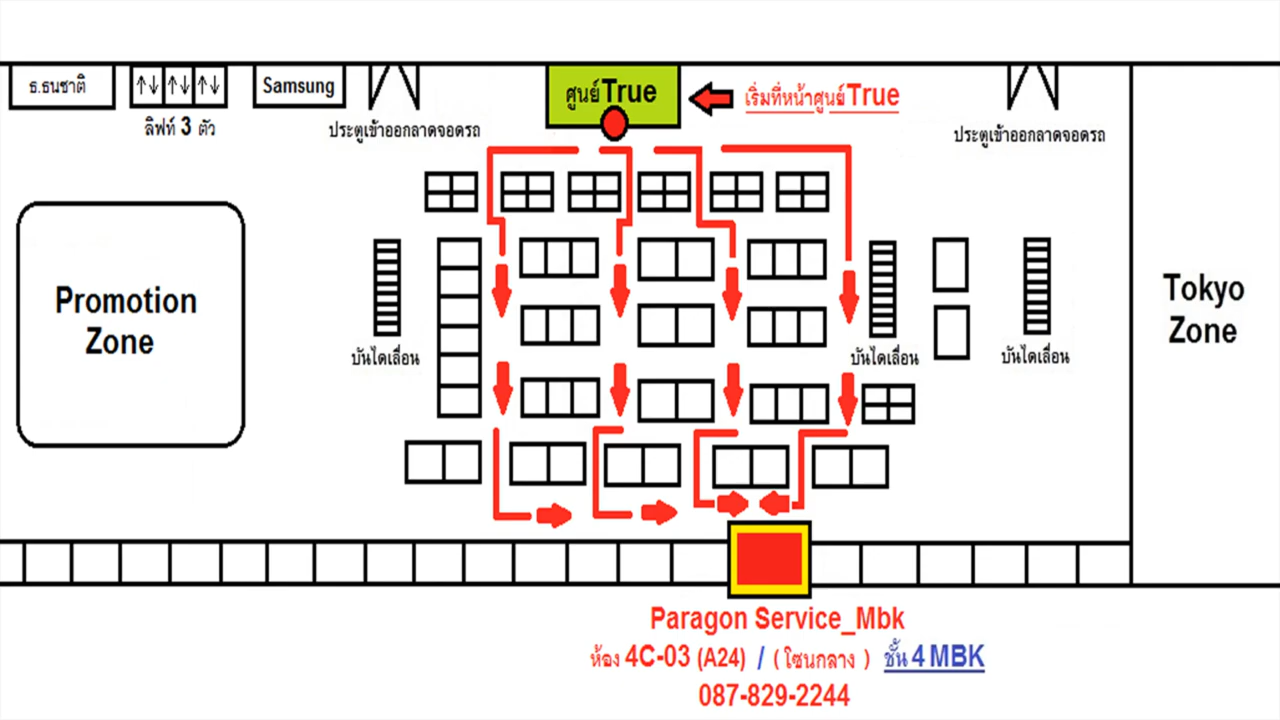 ธ.ธนชาติ
ลิฟท์ 3 ตัว
Samsung
ประตูเข้าออกลาดจอดรถ
ศูนย์True
เริ่มที่หน้าศูนย์True
ประตูเข้าออกลาดจอดรถ
Promotion
Zone
บันไดเลื่อน
บันไดเลื่อน
บันไดเลื่อน
Tokyo
Zone
Paragon Service_Mbk
ห้อง 4C-03 (A24) / ( โซนกลาง ) ชั้น 4 MBK
087-829-2244